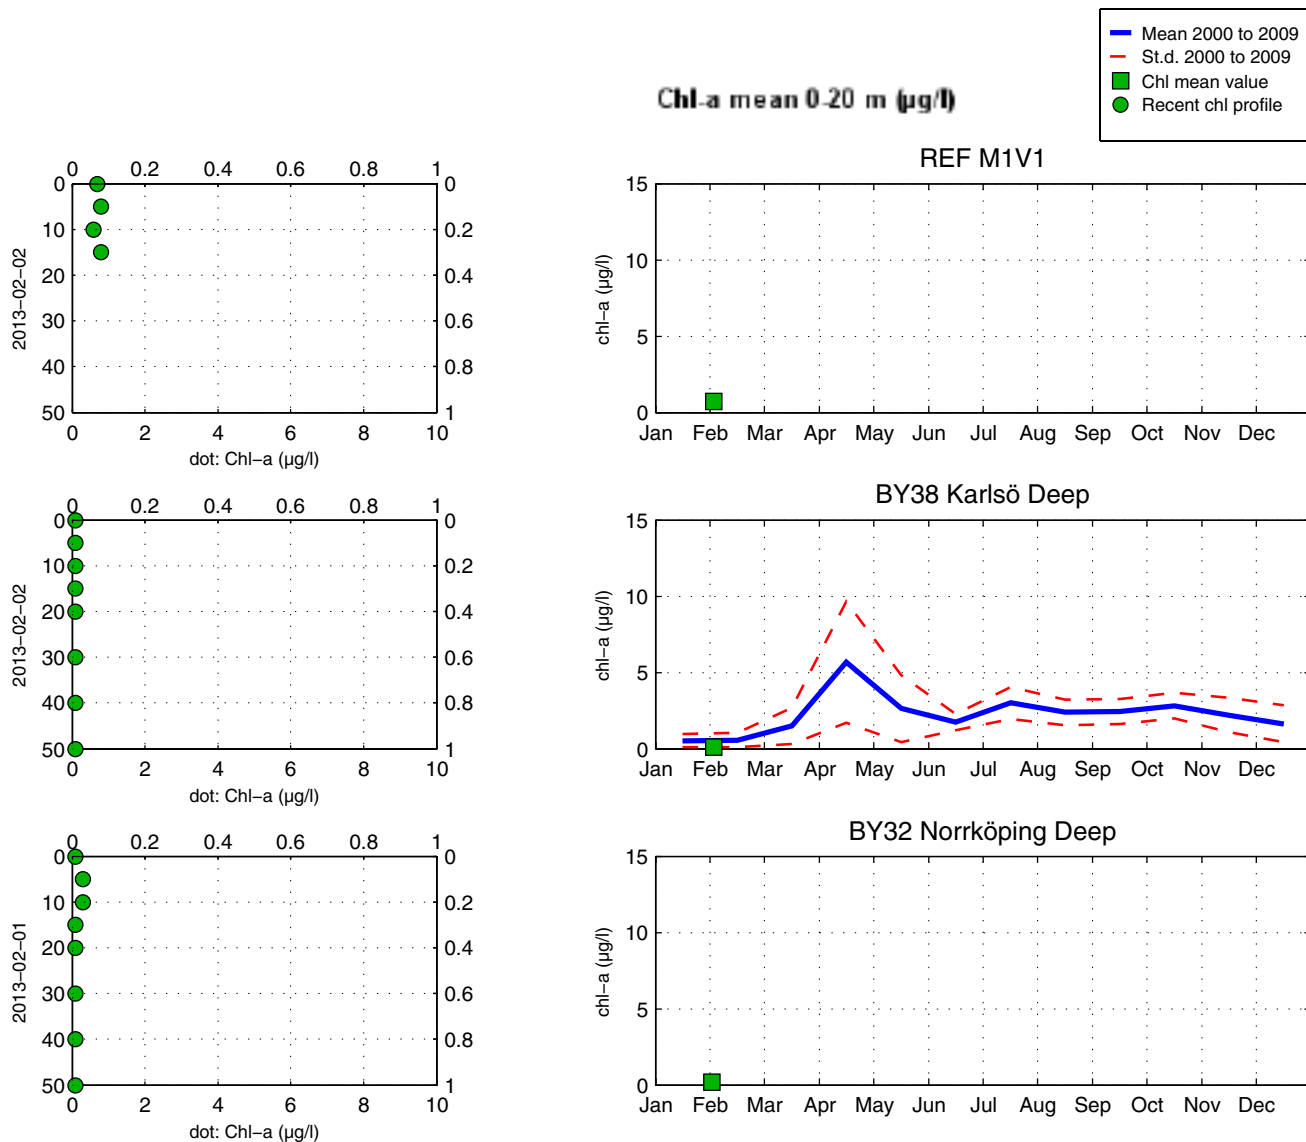 Mean 2000 to 2009
St.d. 2000 to 2009
Chl mean value
Recent chl profile
Chl-a mean 0-20 m (µg/l)
0 0.2 0.4 0.6 0.8 1
0 10 20 30 40 50
0 0.2 0.4 0.6 0.8 1
0 2 4 6 8 10
2013-02-02
dot: Chl-a (µg/l)
REF M1V1
15
10
5
0
chl-a (µg/l)
Jan Feb Mar Apr May Jun Jul Aug Sep Oct Nov Dec
0 0.2 0.4 0.6 0.8 1
0 10 20 30 40 50
0 0.2 0.4 0.6 0.8 1
0 2 4 6 8 10
2013-02-02
dot: Chl-a (µg/l)
BY38 Karlsö Deep
15
10
5
0
chl-a (µg/l)
Jan Feb Mar Apr May Jun Jul Aug Sep Oct Nov Dec
0 0.2 0.4 0.6 0.8 1
0 10 20 30 40 50
0 0.2 0.4 0.6 0.8 1
0 2 4 6 8 10
2013-02-01
dot: Chl-a (µg/l)
BY32 Norrköping Deep
15
10
5
0
chl-a (µg/l)
Jan Feb Mar Apr May Jun Jul Aug Sep Oct Nov Dec